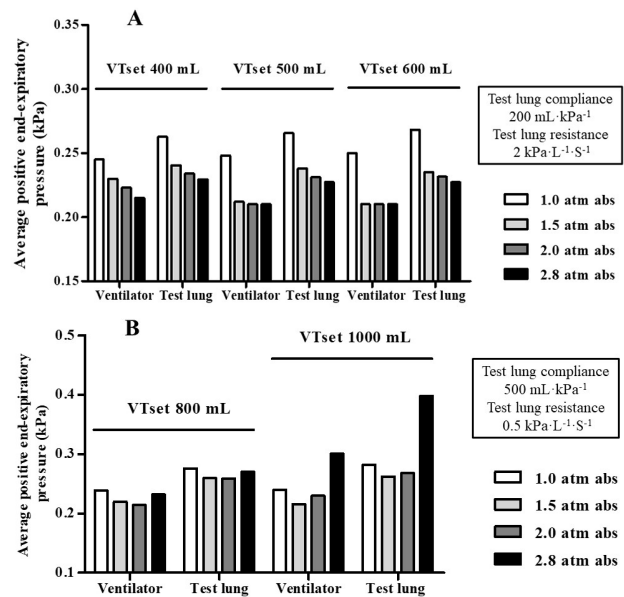 A
Average positive end-expiratory
pressure (kPa)
0.35
0.30
0.25
0.20
0.15
VTset 400 mL
VTset 500 mL
VTset 600 mL
Ventilator
Test lung
Ventilator
Test lung
Ventilator
Test lung
Test lung compliance
200 mL·kPa⁻¹
Test lung resistance
2 kPa·L⁻¹·S⁻¹
1.0 atm abs
1.5 atm abs
2.0 atm abs
2.8 atm abs
B
Average positive end-expiratory
pressure (kPa)
0.5
0.4
0.3
0.2
0.1
VTset 800 mL
VTset 1000 mL
Ventilator
Test lung
Ventilator
Test lung
Test lung compliance
500 mL·kPa⁻¹
Test lung resistance
0.5 kPa·L⁻¹·S⁻¹
1.0 atm abs
1.5 atm abs
2.0 atm abs
2.8 atm abs